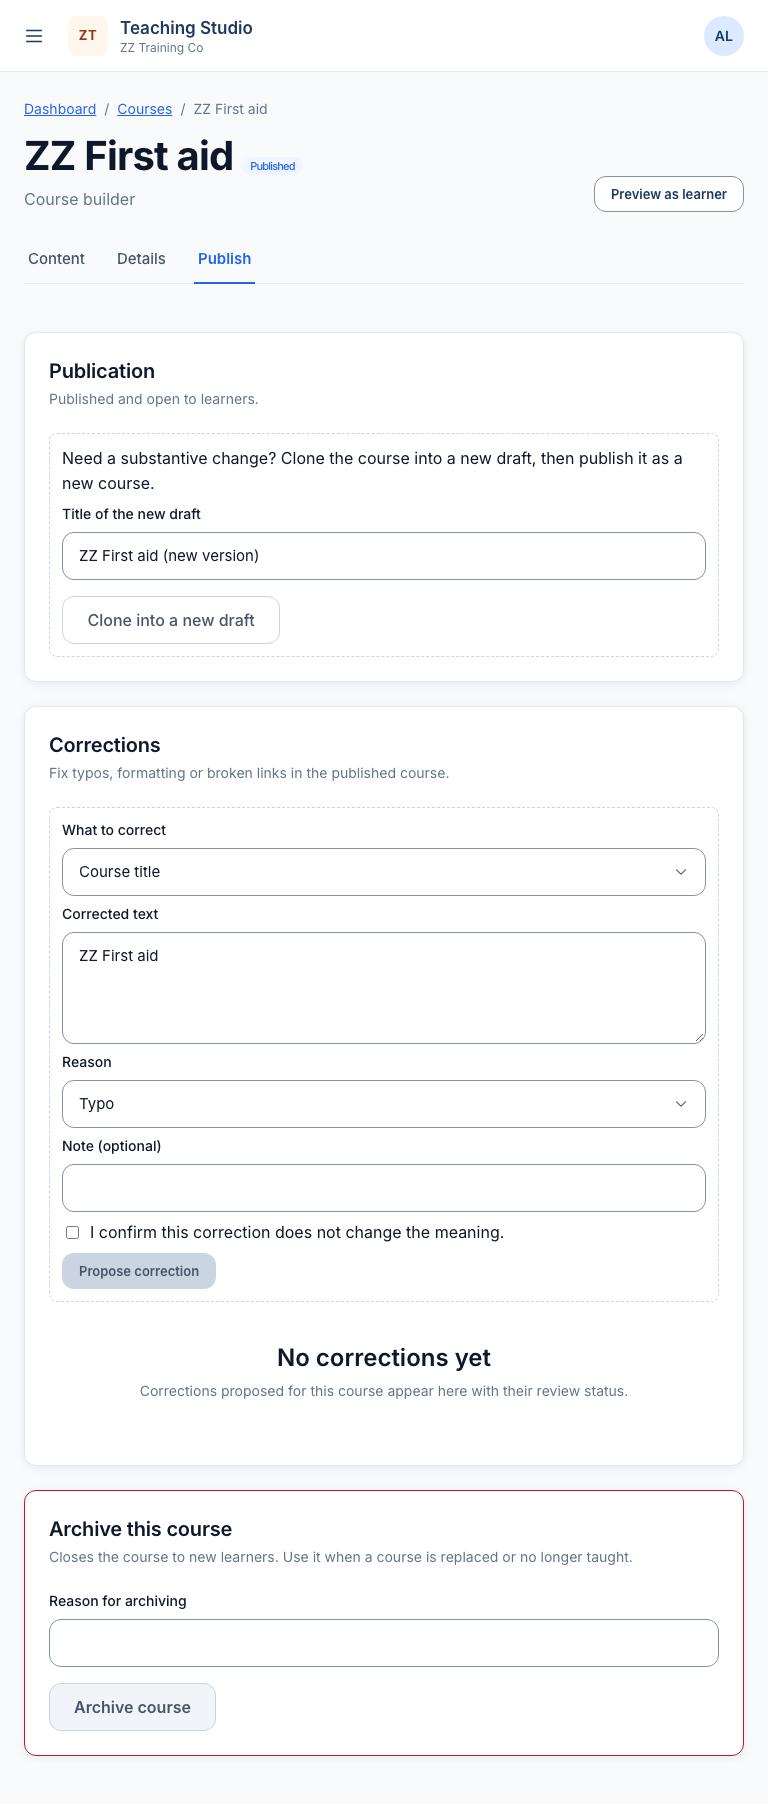 ZT
Teaching Studio
ZZ Training Co
AL
Dashboard / Courses / ZZ First aid
ZZ First aid Published
Course builder
Preview as learner
Content Details Publish
Publication
Published and open to learners.
Need a substantive change? Clone the course into a new draft, then publish it as a
new course.
Title of the new draft
ZZ First aid (new version)
Clone into a new draft
Corrections
Fix typos, formatting or broken links in the published course.
What to correct
Course title
Corrected text
ZZ First aid
Reason
Typo
Note (optional)
I confirm this correction does not change the meaning.
Propose correction
No corrections yet
Corrections proposed for this course appear here with their review status.
Archive this course
Closes the course to new learners. Use it when a course is replaced or no longer taught.
Reason for archiving
Archive course